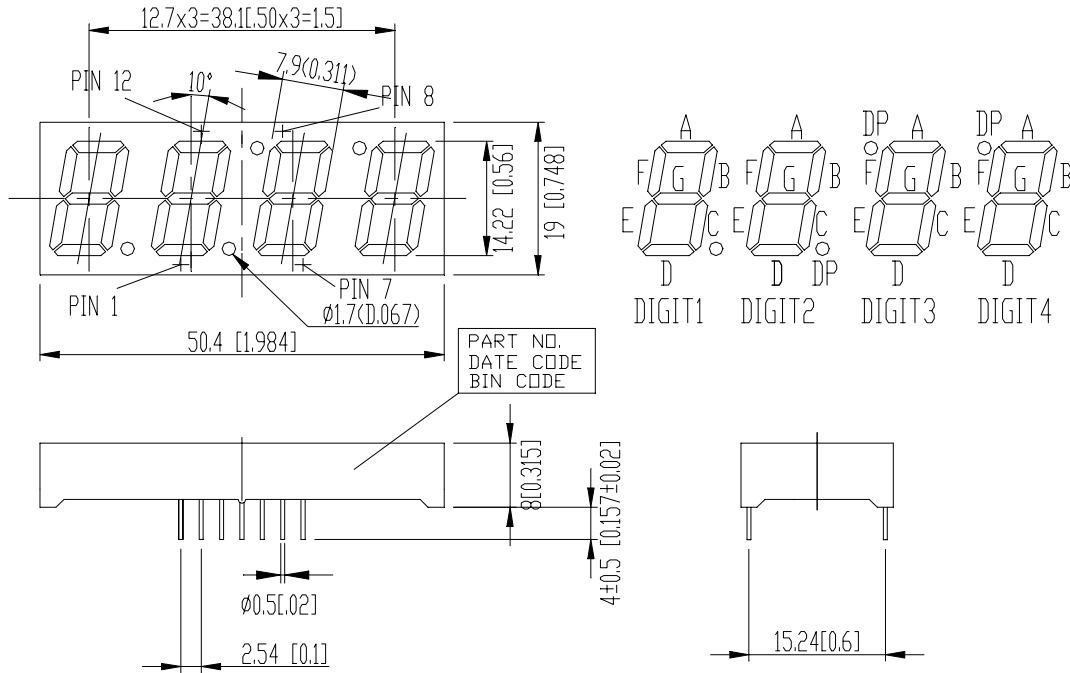 12.7x3=38.1[.50x3=1.5]
7.9(0.311)
PIN 12
10°
PIN 8
14.22 [0.56]
19 [0.748]
PIN 1
PIN 7
Ø1.7(0.067)
50.4 [1.984]
A
F
G
B
E
C
D
DIGIT1
A
F
G
B
E
C
D
DP
DIGIT2
DP
A
F
G
B
E
C
D
DIGIT3
DP
A
F
G
B
E
C
D
DIGIT4
PART NO.
DATE CODE
BIN CODE
8[0.315]
4±0.5 [0.157±0.02]
Ø0.5[.02]
2.54 [0.1]
15.24[0.6]